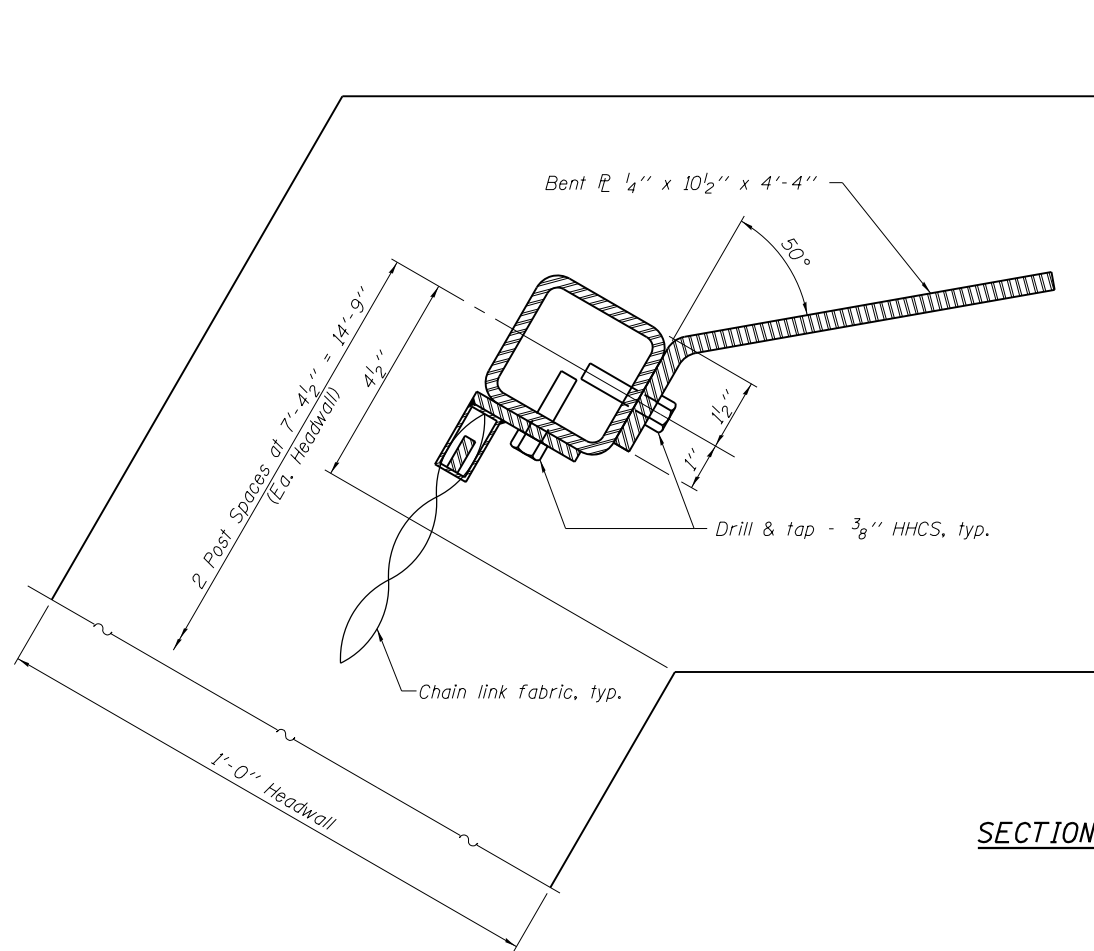 Bent ℄ 1/4" x 10 1/2" x 4'-4"
50°
2 Post Spaces at 7'-4 1/2" = 14'-9"
(Ea. Headwall)
4 1/2"
1 1/2"
1"
Drill & tap - 3/8" HHCS, typ.
Chain link fabric, typ.
1'-0" Headwall
SECTION